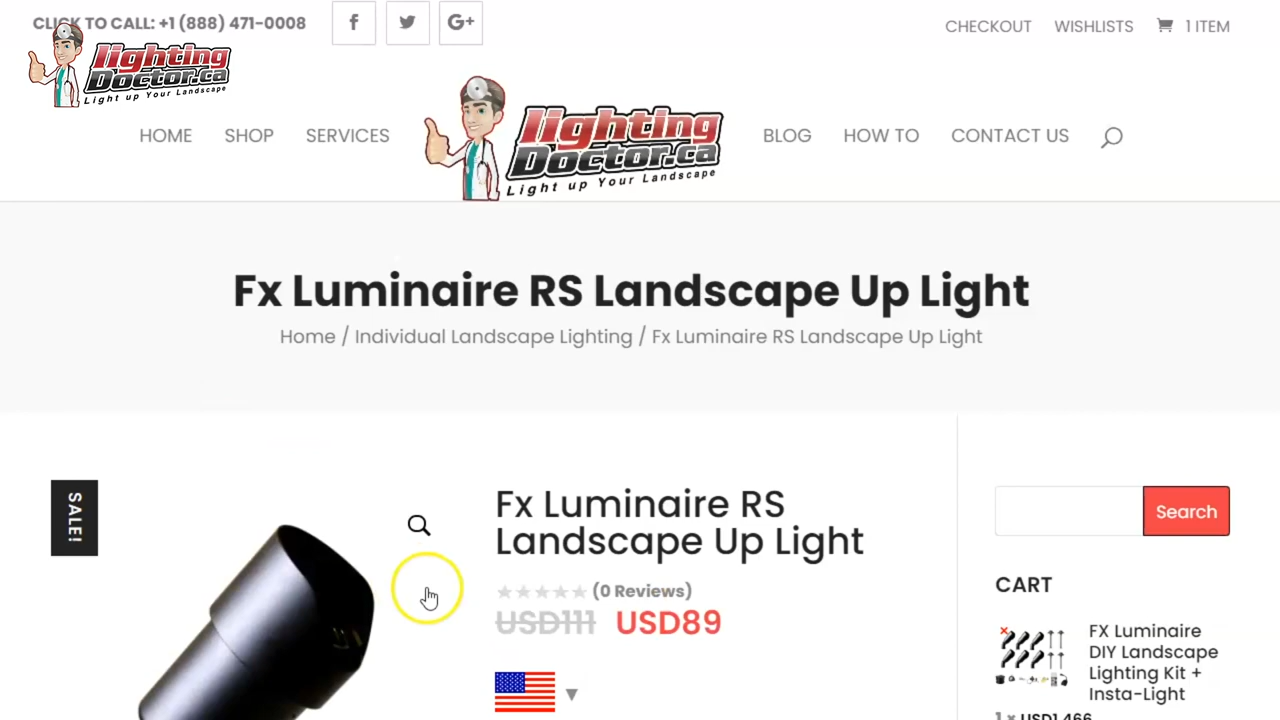 CLICK TO CALL: +1 (888) 471-0008
f
G+
CHECKOUT
WISHLISTS
1 ITEM
lighting
Doctor.ca
Light up Your Landscape
HOME
SHOP
SERVICES
lighting
Doctor.ca
Light up Your Landscape
BLOG
HOW TO
CONTACT US
Fx Luminaire RS Landscape Up Light
Home / Individual Landscape Lighting / Fx Luminaire RS Landscape Up Light
SALE!
Fx Luminaire RS
Landscape Up Light
(0 Reviews)
USD111 USD89
Search
CART
FX Luminaire
DIY Landscape
Lighting Kit +
Insta-Light
1 × USD1,466